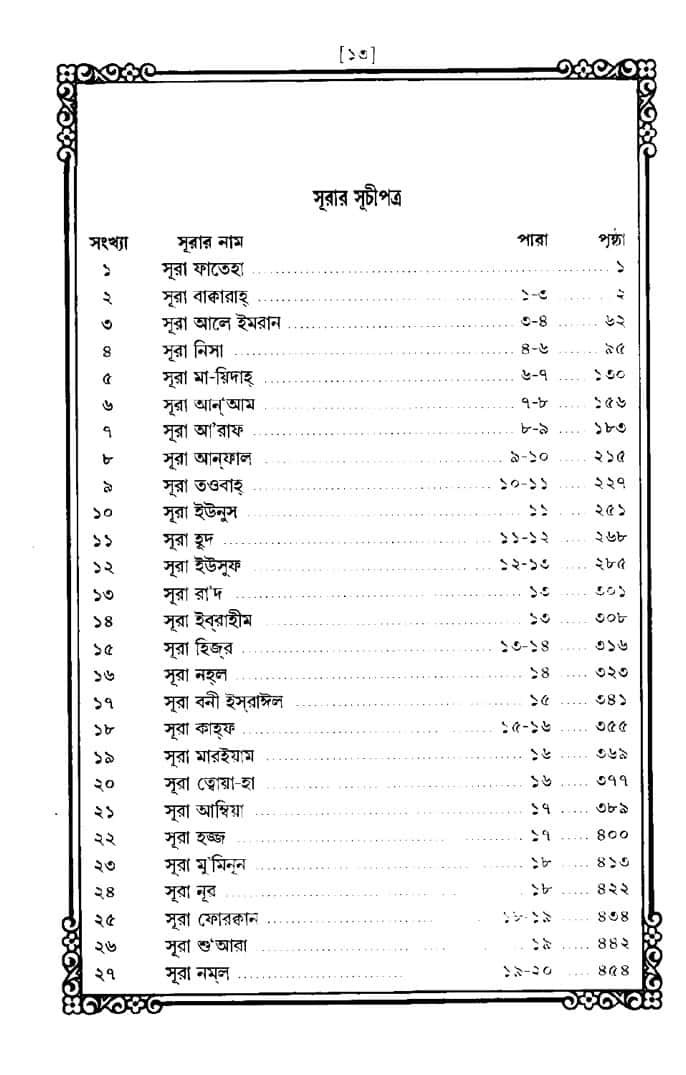 [১৩]
সূরার সূচীপত্র
সংখ্যা সূরার নাম পারা পৃষ্ঠা
১ সূরা ফাতেহা ........ ১
২ সূরা বাক্বারাহ্ ........ ১-৩ ..... ২
৩ সূরা আলে ইমরান ........ ৩-৪ ..... ৬২
৪ সূরা নিসা ........ ৪-৬ ..... ৯৫
৫ সূরা মা-য়িদাহ্ ........ ৬-৭ ..... ১৩০
৬ সূরা আন্'আম ........ ৭-৮ ..... ১৫৬
৭ সূরা আ'রাফ ........ ৮-৯ ..... ১৮৩
৮ সূরা আন্ফাল ........ ৯-১০ ..... ২১৫
৯ সূরা তওবাহ্ ........ ১০-১১ ..... ২২৭
১০ সূরা ইউনুস ........ ১১ ..... ২৫১
১১ সূরা হূদ ........ ১১-১২ ..... ২৬৮
১২ সূরা ইউসুফ ........ ১২-১৩ ..... ২৮৫
১৩ সূরা রা'দ ........ ১৩ ..... ৩০১
১৪ সূরা ইব্রাহীম ........ ১৩ ..... ৩০৮
১৫ সূরা হিজ্র ........ ১৩-১৪ ..... ৩১৬
১৬ সূরা নহ্ল ........ ১৪ ..... ৩২৩
১৭ সূরা বনী ইস্রাঈল ........ ১৫ ..... ৩৪১
১৮ সূরা কাহ্ফ ........ ১৫-১৬ ..... ৩৫৫
১৯ সূরা মারইয়াম ........ ১৬ ..... ৩৬৯
২০ সূরা ত্বোয়া-হা ........ ১৬ ..... ৩৭৭
২১ সূরা আম্বিয়া ........ ১৭ ..... ৩৮৯
২২ সূরা হজ্জ ........ ১৭ ..... ৪০০
২৩ সূরা মু'মিনূন ........ ১৮ ..... ৪১৩
২৪ সূরা নূর ........ ১৮ ..... ৪২২
২৫ সূরা ফোরক্বান ........ ১৮-১৯ ..... ৪৩৪
২৬ সূরা শু'আরা ........ ১৯ ..... ৪৪২
২৭ সূরা নম্ল ........ ১৯-২০ .... ৪৫৪